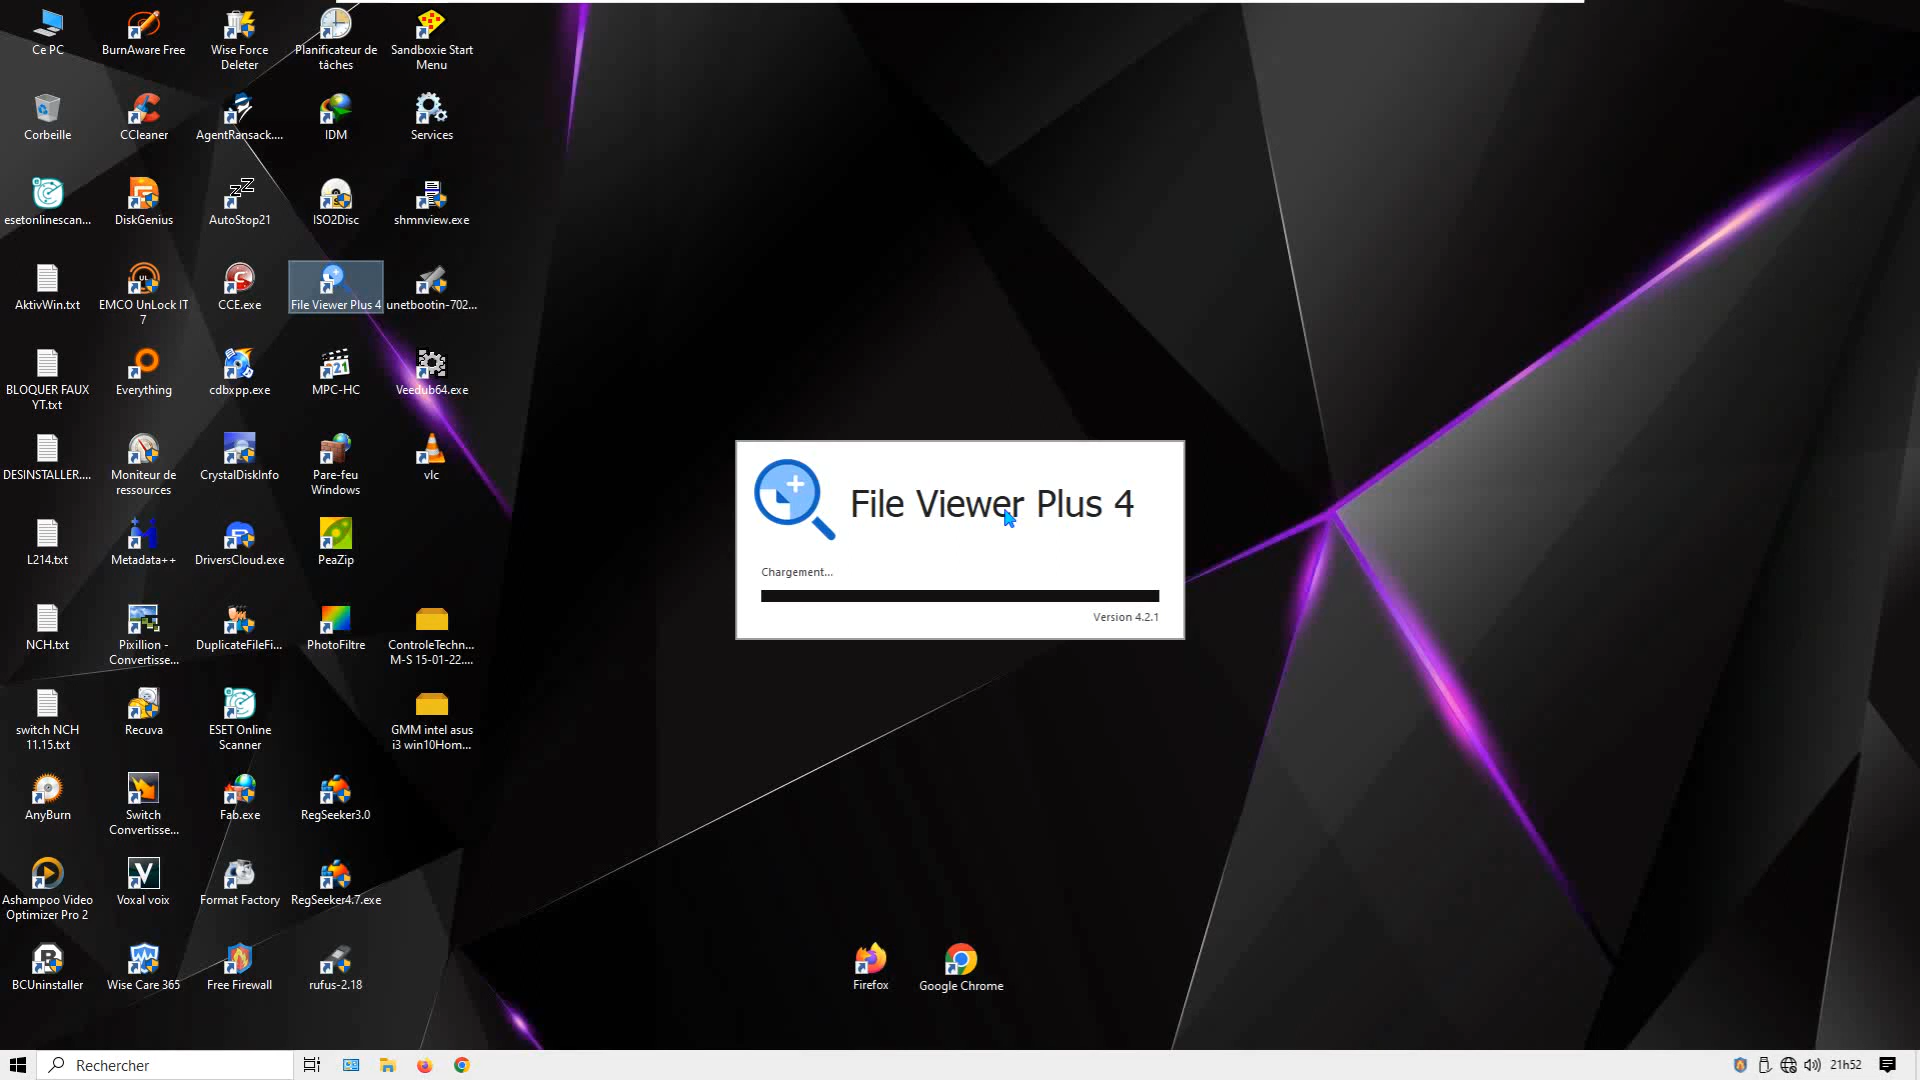 Ce PC
BurnAware Free
Wise Force
Deleter
Planificateur de
tâches
Sandboxie Start
Menu
Corbeille
CCleaner
AgentRansack....
IDM
Services
esetonlinescan...
DiskGenius
AutoStop21
ISO2Disc
shmnview.exe
AktivWin.txt
EMCO UnLock IT
7
CCE.exe
File Viewer Plus 4
unetbootin-702...
BLOQUER FAUX
YT.txt
Everything
cdbxpp.exe
MPC-HC
Veedub64.exe
DESINSTALLER....
Moniteur de
ressources
CrystalDiskInfo
Pare-feu
Windows
vlc
L214.txt
Metadata++
DriversCloud.exe
PeaZip
NCH.txt
Pixillion -
Convertisse...
DuplicateFileFi...
PhotoFiltre
ControleTechn...
M-S 15-01-22....
switch NCH
11.15.txt
Recuva
ESET Online
Scanner
GMM intel asus
i3 win10Hom...
AnyBurn
Switch
Convertisse...
Fab.exe
RegSeeker3.0
Ashampoo Video
Optimizer Pro 2
Voxal voix
Format Factory
RegSeeker4.7.exe
BCUninstaller
Wise Care 365
Free Firewall
rufus-2.18
File Viewer Plus 4
Chargement...
Version 4.2.1
Firefox
Google Chrome
Rechercher
21h52